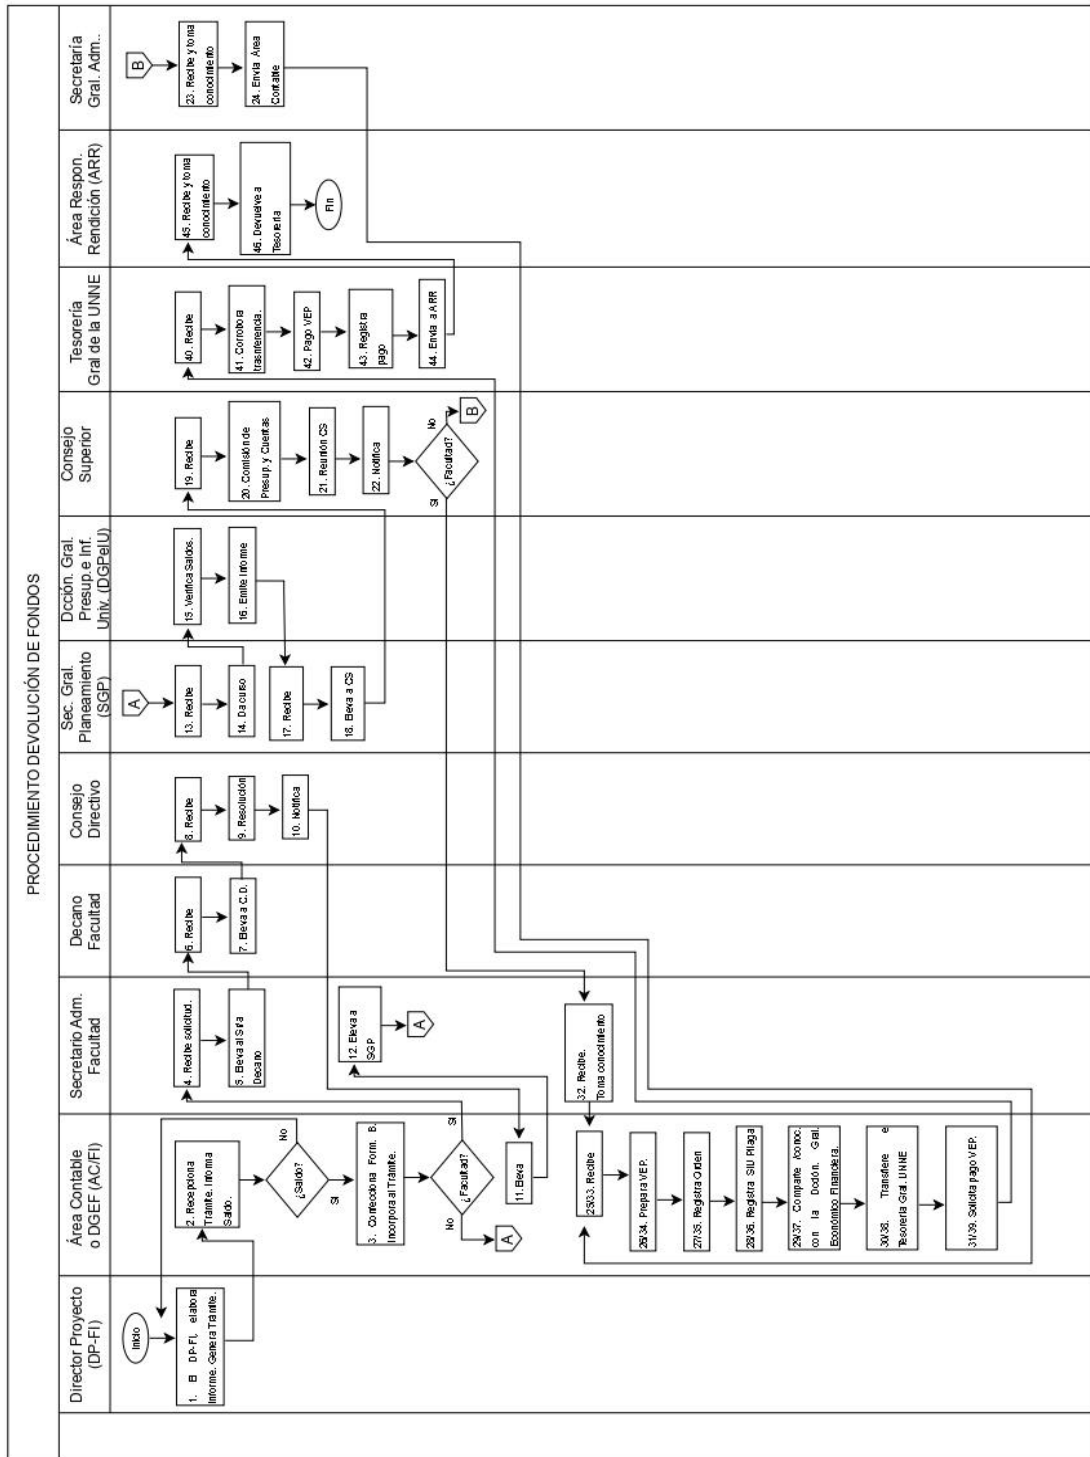 PROCEDIMIENTO DEVOLUCIÓN DE FONDOS
Director Proyecto
(DP-FI)
Área Contable
o DGEF (AC/FI)
Secretario Adm.
Facultad
Decano
Facultad
Consejo
Directivo
Sec. Gral.
Planeamiento
(SGP)
Dcción. Gral.
Presup.e Inf.
Univ. (DGPeIU)
Consejo
Superior
Tesorería
Gral de la UNNE
Área Respon.
Rendición (ARR)
Secretaría
Gral. Adm..
Inicio
1. El DP-FI, elabora
Informe. Genera Trámite.
2. Recepciona
Trámite. Informa
Saldo.
¿Saldo?
No
SI
3. Confecciona Form. B.
Incorpora al Trámite.
¿Facultad?
No
SI
A
4. Recibe solicitud.
5. Eleva al Sr/a
Decano
6. Recibe
7. Eleva a C.D.
8. Recibe
9. Resolución
10. Notifica
11. Eleva
12. Eleva a
SGP
A
A
13. Recibe
14. Da curso
15. Verifica Saldos.
16. Emite Informe
17. Recibe
18. Eleva a CS
19. Recibe
20. Comisión de
Presup. y Cuentas
21. Reunión CS
22. Notifica
¿Facultad?
SI
No
B
B
23. Recibe y toma
conocimiento
24. Envía Área
Contable
25/33. Recibe
26/34. Prepara VEP.
27/35. Registra Orden
28/36. Registra SIU Pilaga
29/37. Comparte /conoc.
con la Dcción. Gral.
Económico Financiera.
30/38. Transfiere e
Tesorería Gral. UNNE
31/39. Solicita pago VEP.
32. Recibe.
Toma conocimiento
40. Recibe
41. Corrobora
trasnferencia.
42. Pago VEP
43. Registra
pago
44. Envía a ARR
45. Recibe y toma
conocimiento
46. Devuelve a
Tesorería
Fin